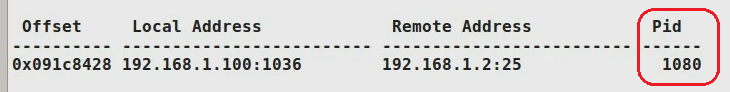 Offset Local Address Remote Address Pid
---------- ------------------------- ------------------------- ------
0x091c8428 192.168.1.100:1036 192.168.1.2:25 1080